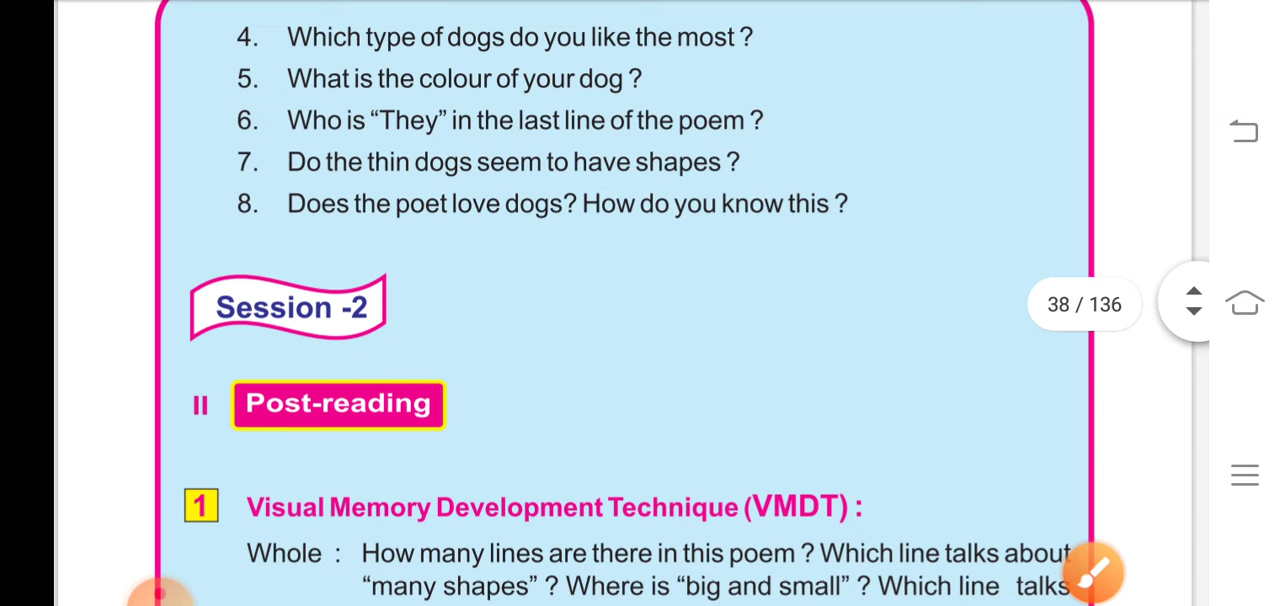 4. Which type of dogs do you like the most ?
5. What is the colour of your dog ?
6. Who is “They” in the last line of the poem ?
7. Do the thin dogs seem to have shapes ?
8. Does the poet love dogs? How do you know this ?
Session -2
38 / 136
II Post-reading
1 Visual Memory Development Technique (VMDT) :
Whole : How many lines are there in this poem ? Which line talks about
“many shapes” ? Where is “big and small” ? Which line talks